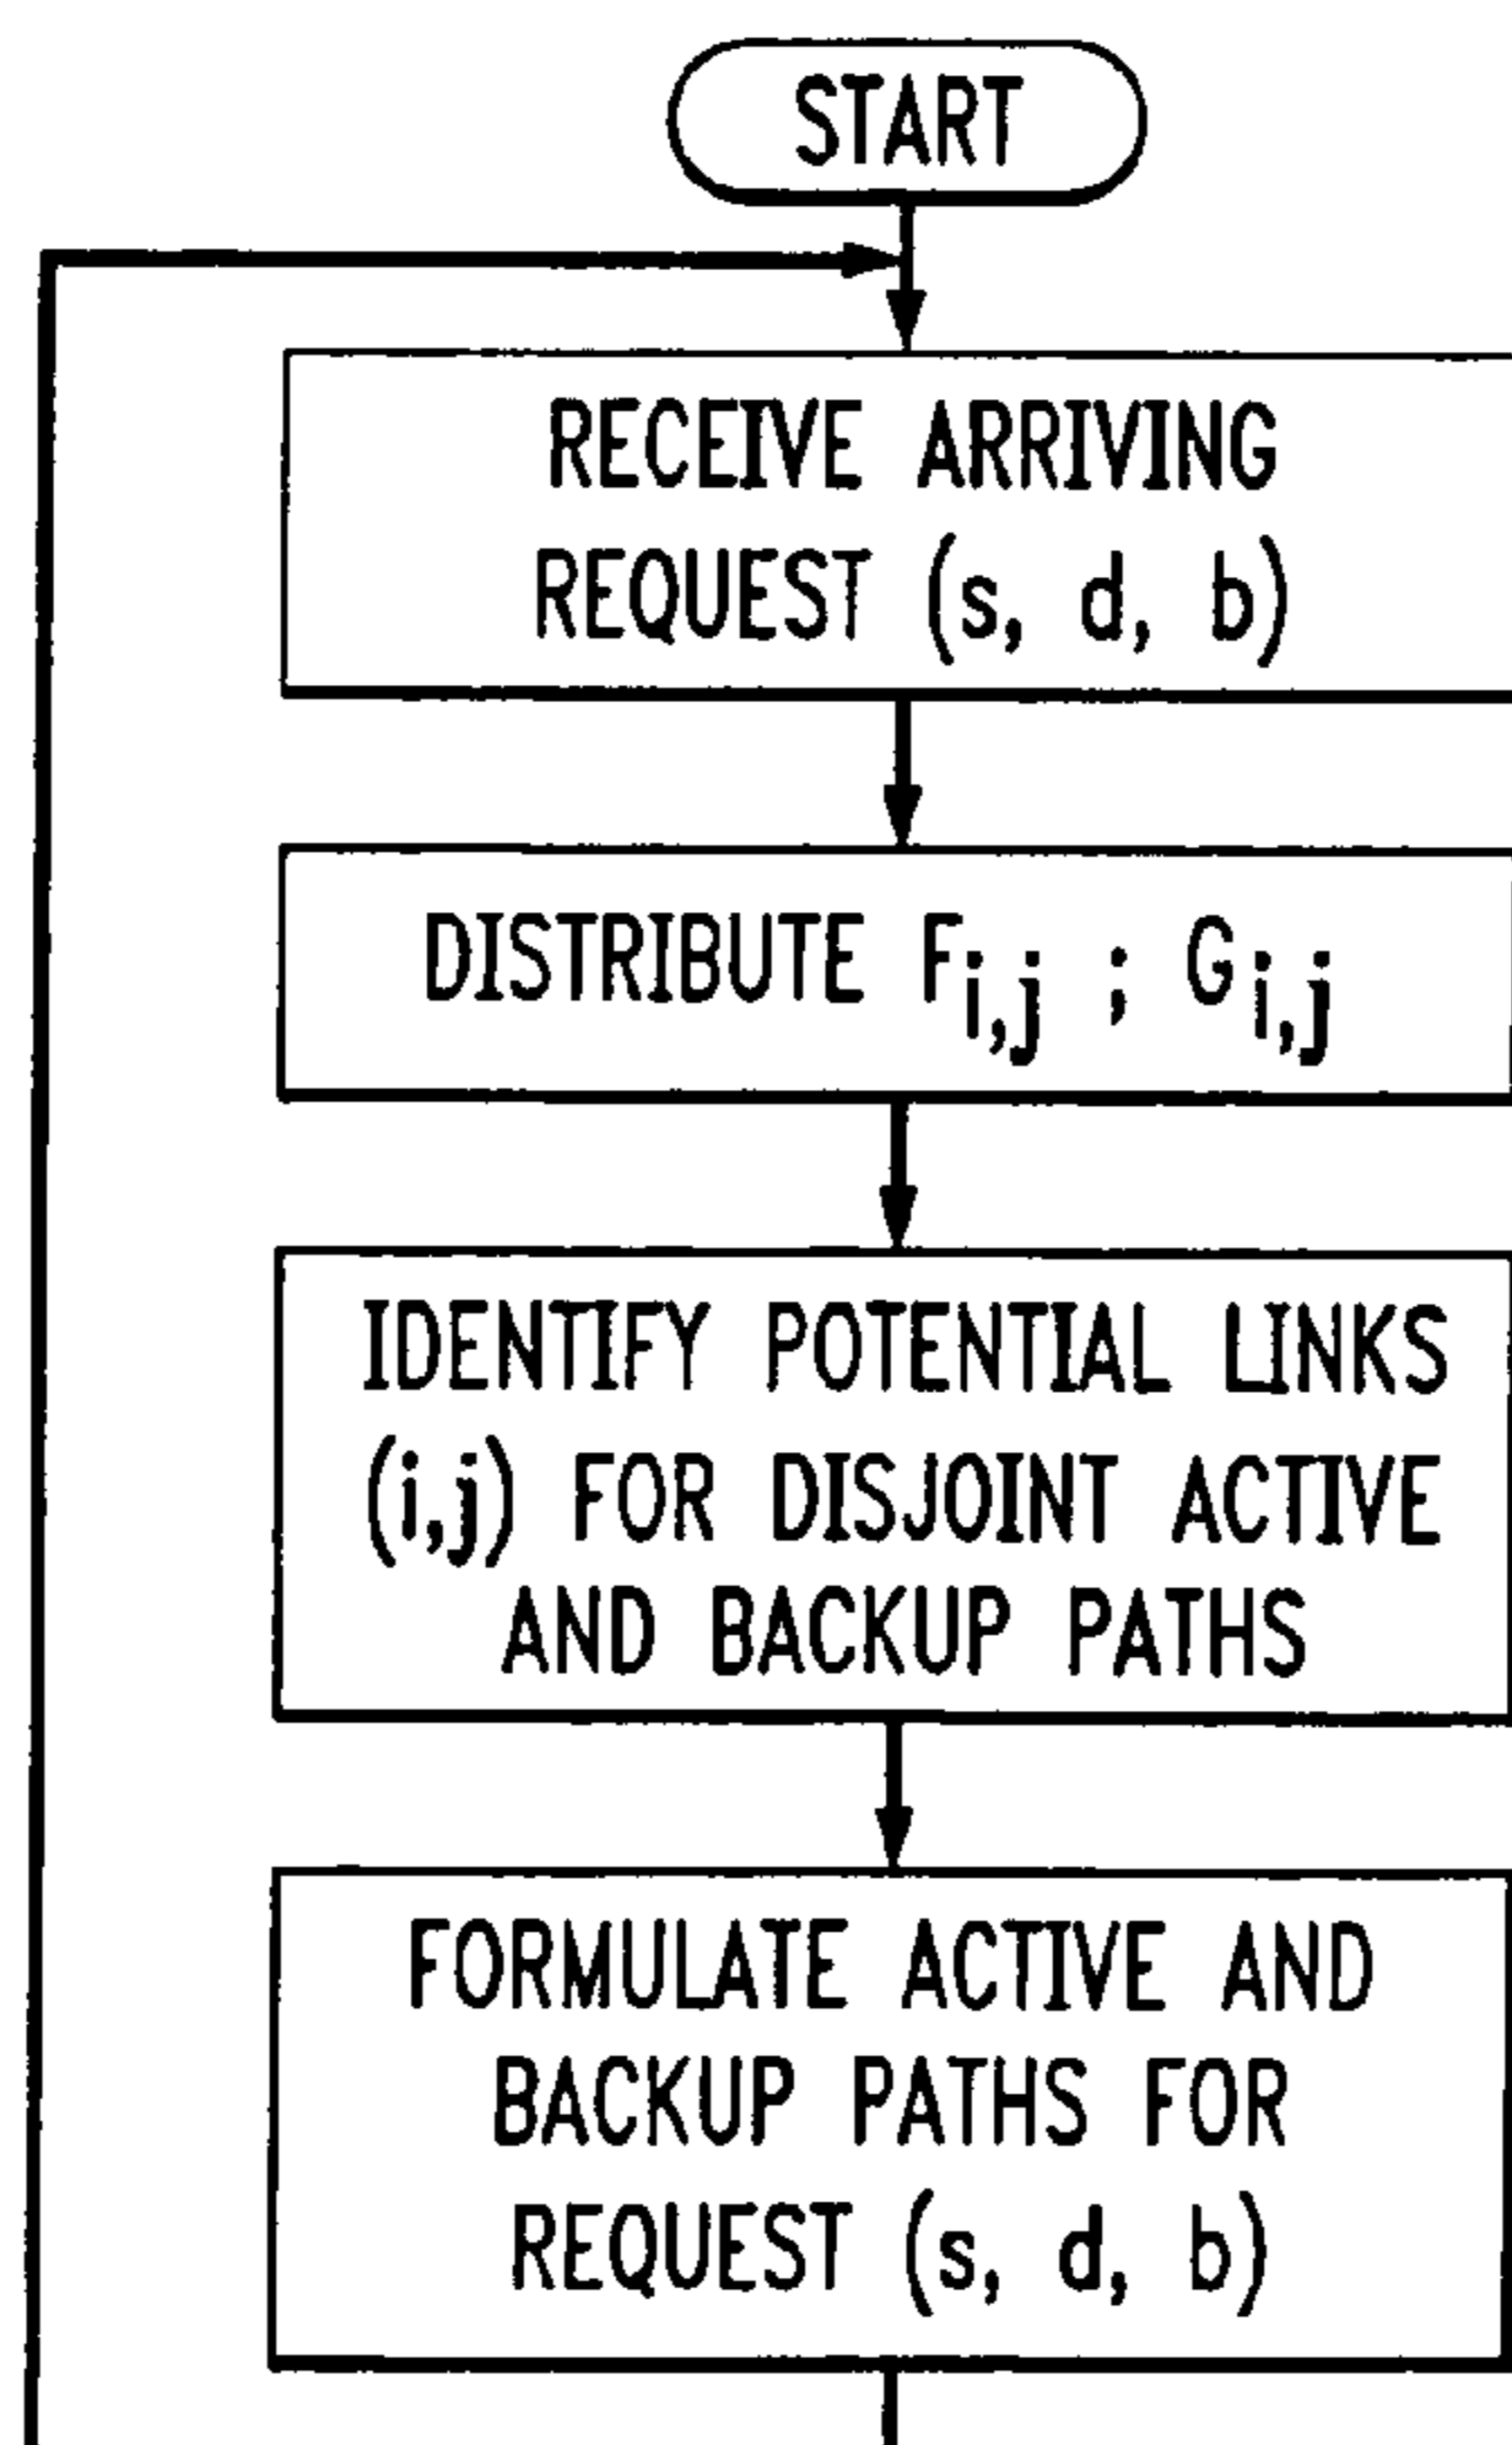 START
RECEIVE ARRIVING
REQUEST (s, d, b)
DISTRIBUTE Fi,j ; Gi,j
IDENTIFY POTENTIAL LINKS
(i,j) FOR DISJOINT ACTIVE
AND BACKUP PATHS
FORMULATE ACTIVE AND
BACKUP PATHS FOR
REQUEST (s, d, b)